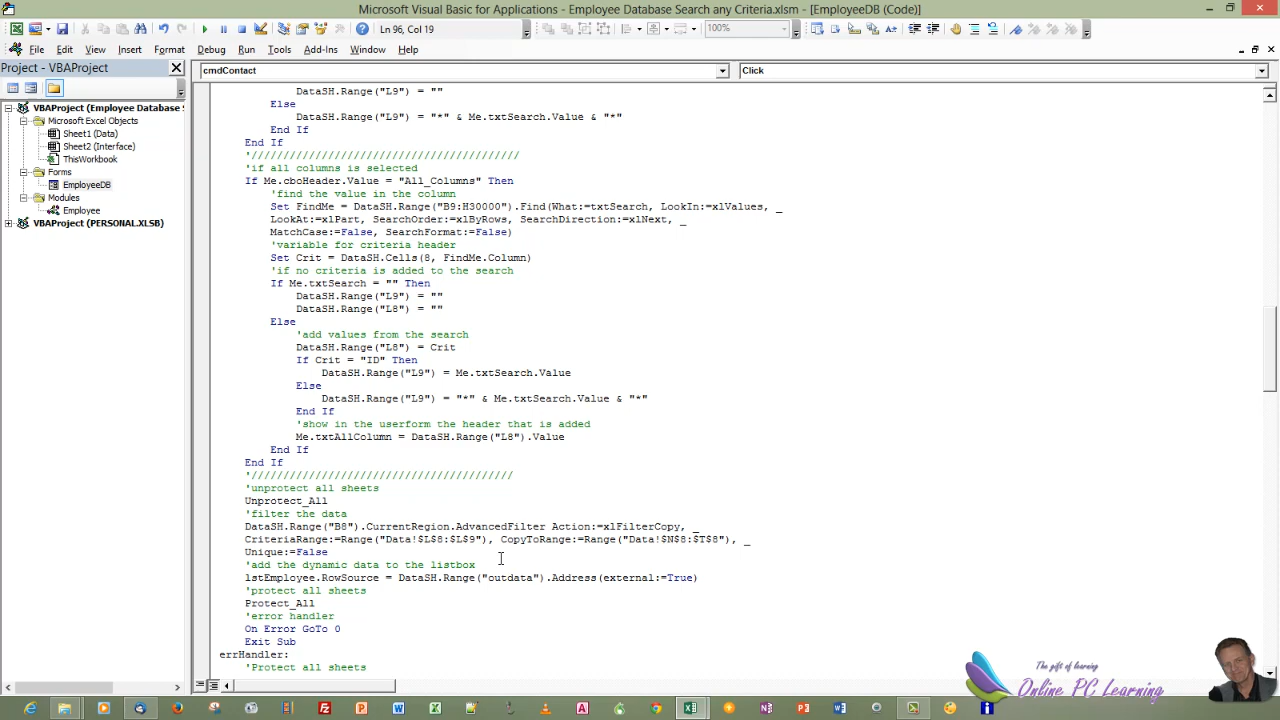 Microsoft Visual Basic for Applications - Employee Database Search any Criteria.xlsm - [EmployeeDB (Code)]
Ln 96, Col 19
100%
File Edit View Insert Format Debug Run Tools Add-Ins Window Help
Project - VBAProject
cmdContact
Click
VBAProject (Employee Database S
Microsoft Excel Objects
Sheet1 (Data)
Sheet2 (Interface)
ThisWorkbook
Forms
EmployeeDB
Modules
Employee
VBAProject (PERSONAL.XLSB)
DataSH.Range("L9") = ""
Else
DataSH.Range("L9") = "*" & Me.txtSearch.Value & "*"
End If
End If
'//////////////////////////////////////////
'if all columns is selected
If Me.cboHeader.Value = "All_Columns" Then
'find the value in the column
Set FindMe = DataSH.Range("B9:H30000").Find(What:=txtSearch, LookIn:=xlValues, _
LookAt:=xlPart, SearchOrder:=xlByRows, SearchDirection:=xlNext, _
MatchCase:=False, SearchFormat:=False)
'variable for criteria header
Set Crit = DataSH.Cells(8, FindMe.Column)
'if no criteria is added to the search
If Me.txtSearch = "" Then
DataSH.Range("L9") = ""
DataSH.Range("L8") = ""
Else
'add values from the search
DataSH.Range("L8") = Crit
If Crit = "ID" Then
DataSH.Range("L9") = Me.txtSearch.Value
Else
DataSH.Range("L9") = "*" & Me.txtSearch.Value & "*"
End If
'show in the userform the header that is added
Me.txtAllColumn = DataSH.Range("L8").Value
End If
End If
'/////////////////////////////////////////
'unprotect all sheets
Unprotect_All
'filter the data
DataSH.Range("B8").CurrentRegion.AdvancedFilter Action:=xlFilterCopy, _
CriteriaRange:=Range("Data!$L$8:$L$9"), CopyToRange:=Range("Data!$N$8:$T$8"), _
Unique:=False
'add the dynamic data to the listbox
lstEmployee.RowSource = DataSH.Range("outdata").Address(external:=True)
'protect all sheets
Protect_All
'error handler
On Error GoTo 0
Exit Sub
errHandler:
'Protect all sheets
The gift of learning
Online PC Learning